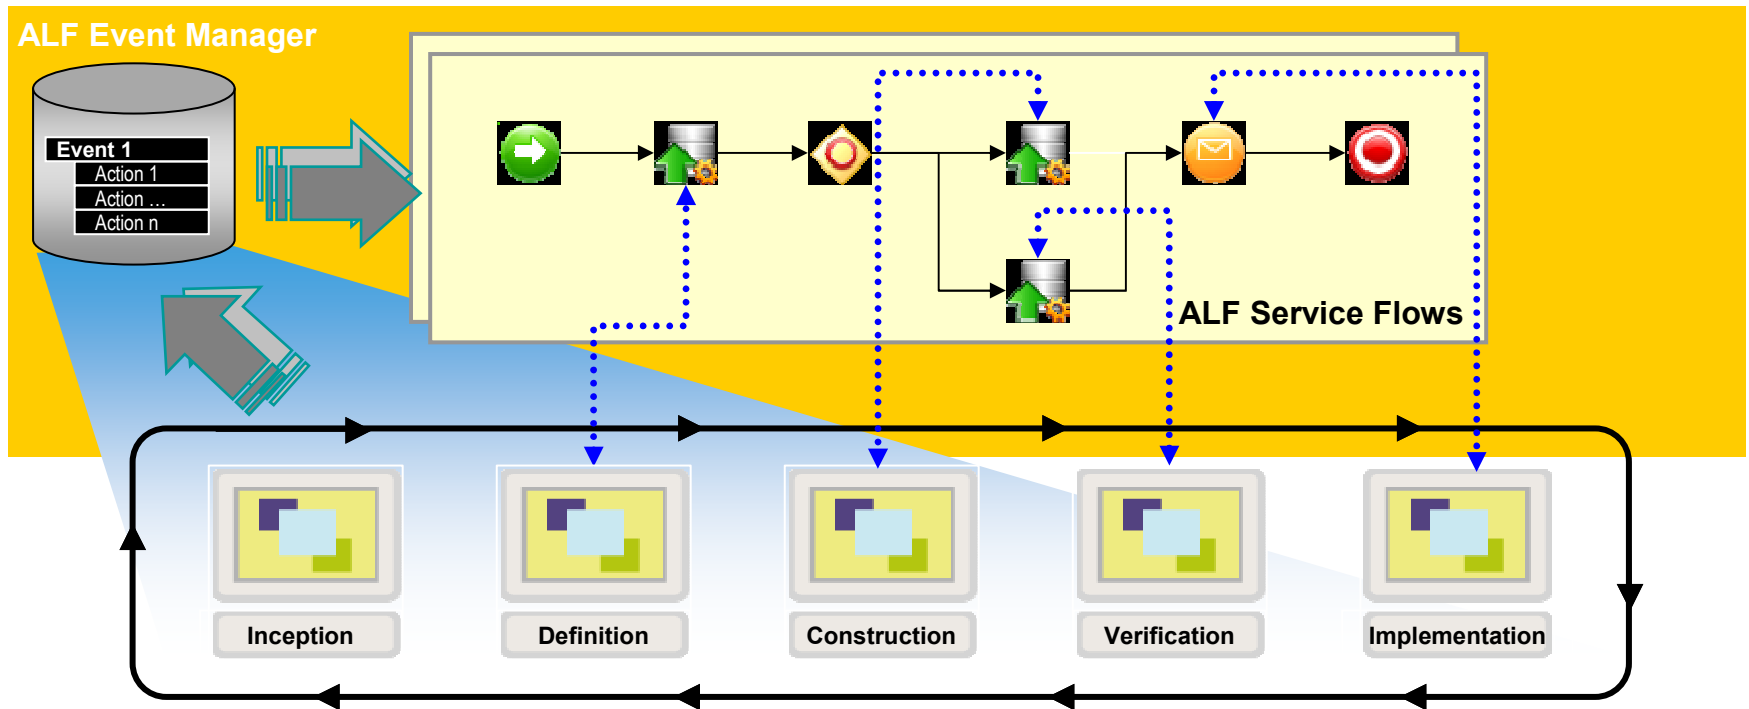 ALF Event Manager
Event 1
Action 1
Action ...
Action n
ALF Service Flows
Inception
Definition
Construction
Verification
Implementation